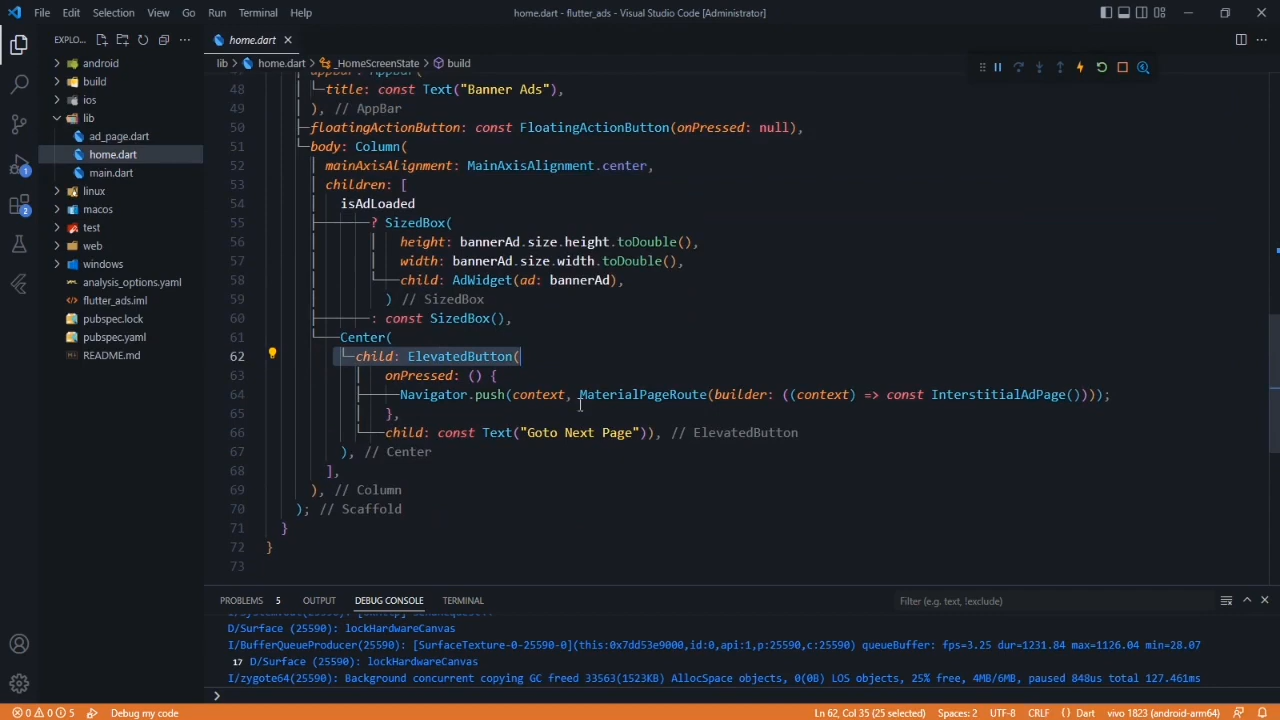 File Edit Selection View Go Run Terminal Help
home.dart - flutter_ads - Visual Studio Code [Administrator]
EXPLO...
home.dart
lib > home.dart > _HomeScreenState > build
android
build
ios
lib
ad_page.dart
home.dart
main.dart
linux
macos
test
web
windows
analysis_options.yaml
flutter_ads.iml
pubspec.lock
pubspec.yaml
README.md
1
2
appBar: AppBar(
48 title: const Text("Banner Ads"),
49 ), // AppBar
50 floatingActionButton: const FloatingActionButton(onPressed: null),
51 body: Column(
52 mainAxisAlignment: MainAxisAlignment.center,
53 children: [
54 isAdLoaded
55 ? SizedBox(
56 height: bannerAd.size.height.toDouble(),
57 width: bannerAd.size.width.toDouble(),
58 child: AdWidget(ad: bannerAd),
59 ) // SizedBox
60 : const SizedBox(),
61 Center(
62 child: ElevatedButton(
63 onPressed: () {
64 Navigator.push(context, MaterialPageRoute(builder: ((context) => const InterstitialAdPage())));
65 },
66 child: const Text("Goto Next Page")), // ElevatedButton
67 ), // Center
68 ],
69 ), // Column
70 ); // Scaffold
71 }
72 }
73
PROBLEMS 5 OUTPUT DEBUG CONSOLE TERMINAL
Filter (e.g. text, !exclude)
D/Surface (25590): lockHardwareCanvas
I/BufferQueueProducer(25590): [SurfaceTexture-0-25590-0](this:0x7dd53e9000,id:0,api:1,p:25590,c:25590) queueBuffer: fps=3.25 dur=1231.84 max=1126.04 min=28.07
17 D/Surface (25590): lockHardwareCanvas
I/zygote64(25590): Background concurrent copying GC freed 33563(1523KB) AllocSpace objects, 0(0B) LOS objects, 25% free, 4MB/6MB, paused 848us total 127.461ms
>
0 0 5 Debug my code
Ln 62, Col 35 (25 selected) Spaces: 2 UTF-8 CRLF { } Dart vivo 1823 (android-arm64)